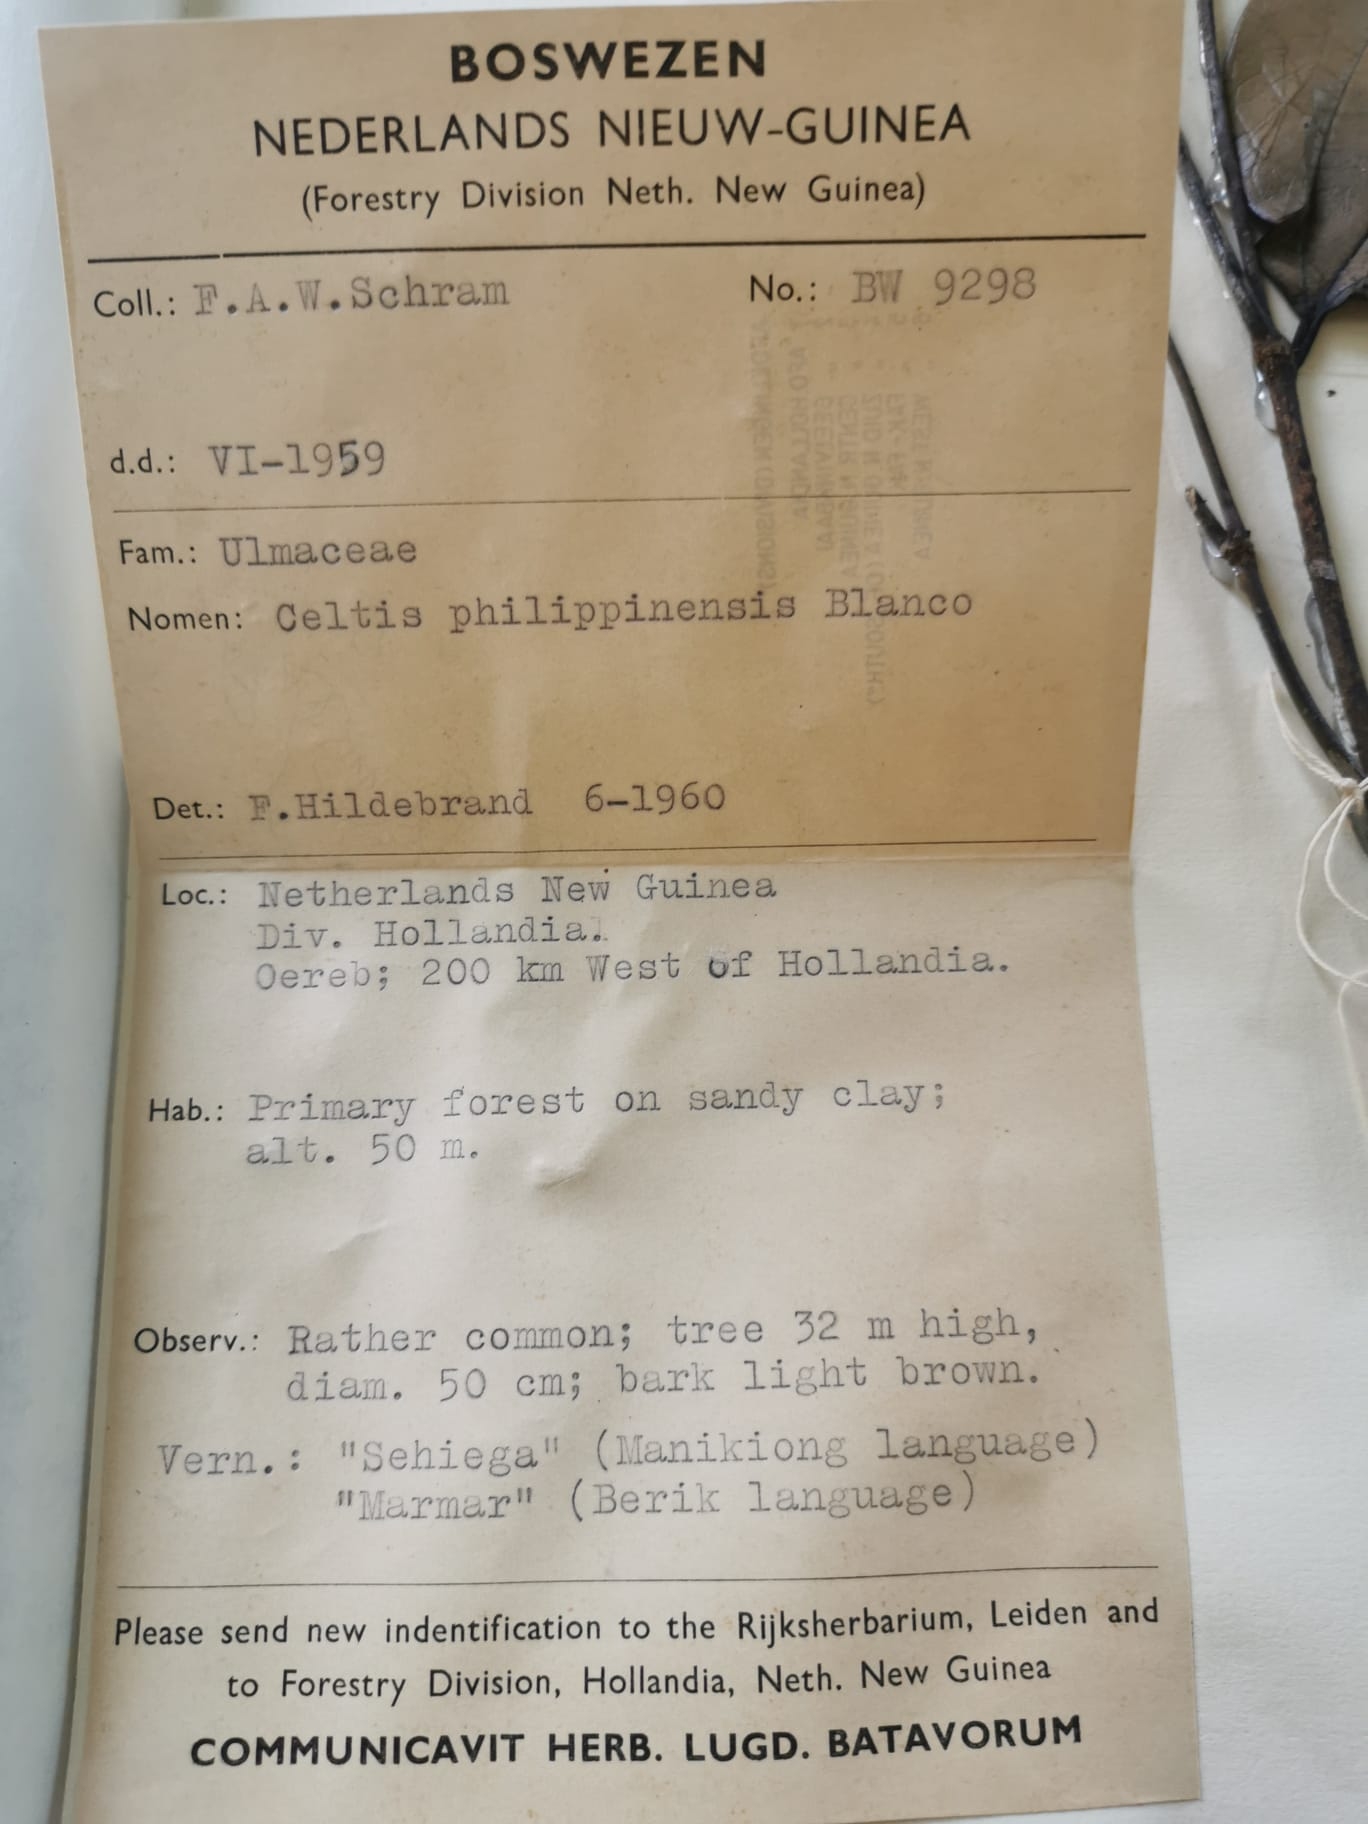 BOSWEZEN
NEDERLANDS NIEUW-GUINEA
(Forestry Division Neth. New Guinea)
Coll.: F.A.W.Schram No.: BW 9298
d.d.: VI-1959
Fam.: Ulmaceae
Nomen: Celtis philippinensis Blanco
Det.: F.Hildebrand 6-1960
Loc.: Netherlands New Guinea
Div. Hollandia.
Oereb; 200 km West of Hollandia.
Hab.: Primary forest on sandy clay;
alt. 50 m.
Observ.: Rather common; tree 32 m high,
diam. 50 cm; bark light brown.
Vern.: "Sehiega" (Manikiong language)
"Marmar" (Berik language)
Please send new indentification to the Rijksherbarium, Leiden and
to Forestry Division, Hollandia, Neth. New Guinea
COMMUNICAVIT HERB. LUGD. BATAVORUM